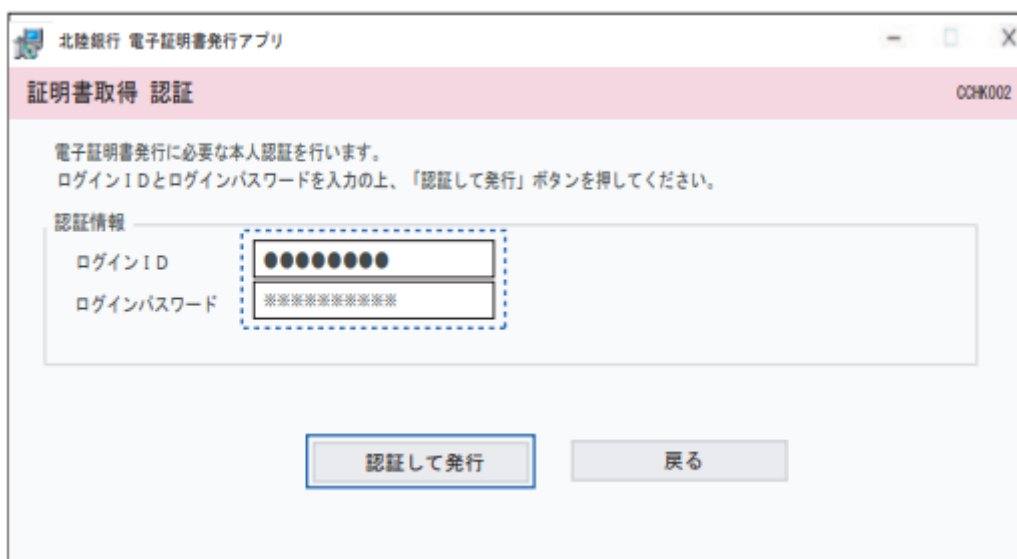 北陸銀行 電子証明書発行アプリ
証明書取得 認証
CCHK002
電子証明書発行に必要な本人認証を行います。
ログインIDとログインパスワードを入力の上、「認証して発行」ボタンを押してください。
認証情報
ログインID
●●●●●●●●
ログインパスワード
※※※※※※※※※※
認証して発行
戻る